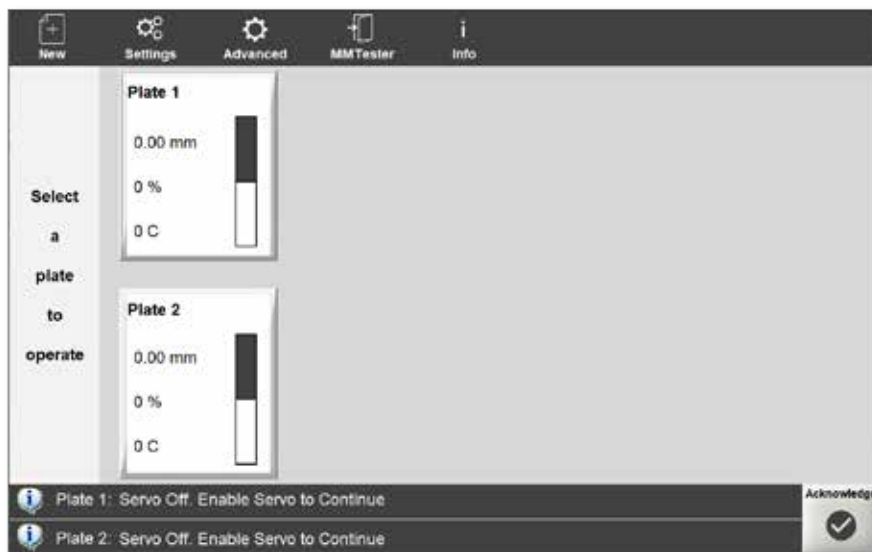 New Settings Advanced MMTester Info
Select
a
plate
to
operate
Plate 1
0.00 mm
0 %
0 C
Plate 2
0.00 mm
0 %
0 C
Plate 1: Servo Off. Enable Servo to Continue
Plate 2: Servo Off. Enable Servo to Continue
Acknowledge